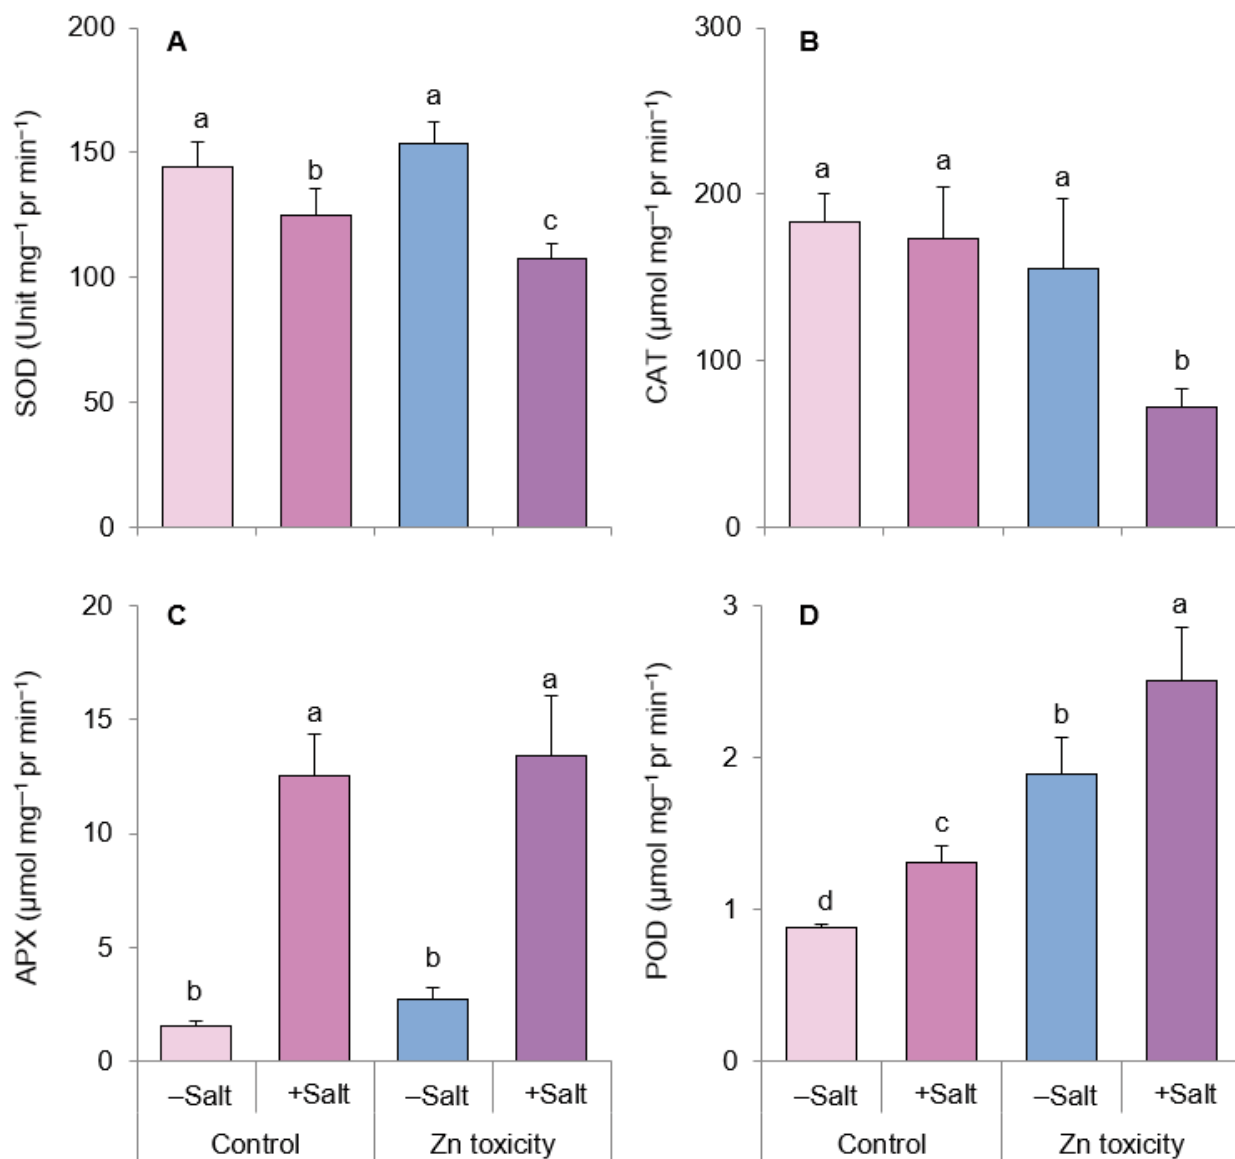 A
SOD (Unit mg⁻¹ pr min⁻¹)
200
150
100
50
0
a
b
a
c
B
CAT (µmol mg⁻¹ pr min⁻¹)
300
200
100
0
a
a
a
b
C
APX (µmol mg⁻¹ pr min⁻¹)
20
15
10
5
0
b
a
b
a
–Salt +Salt –Salt +Salt
Control Zn toxicity
D
POD (µmol mg⁻¹ pr min⁻¹)
3
2
1
0
d
c
b
a
–Salt +Salt –Salt +Salt
Control Zn toxicity